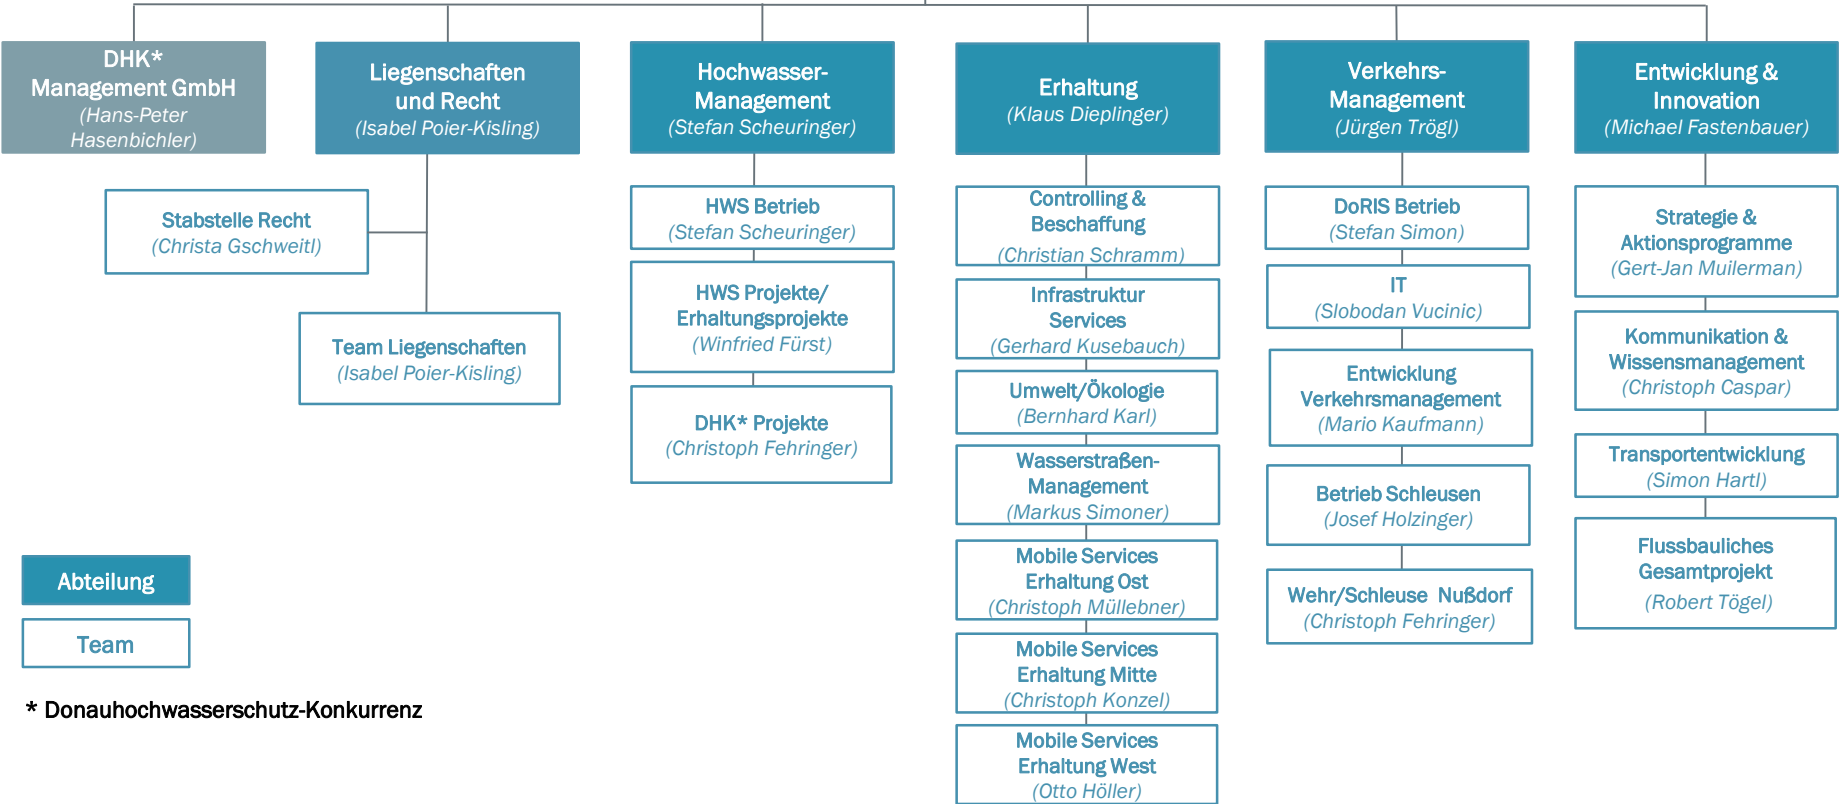 DHK*
Management GmbH
(Hans-Peter
Hasenbichler)
Liegenschaften
und Recht
(Isabel Poier-Kisling)
Stabstelle Recht
(Christa Gschweitl)
Team Liegenschaften
(Isabel Poier-Kisling)
Hochwasser-
Management
(Stefan Scheuringer)
HWS Betrieb
(Stefan Scheuringer)
HWS Projekte/
Erhaltungsprojekte
(Winfried Fürst)
DHK* Projekte
(Christoph Fehringer)
Erhaltung
(Klaus Dieplinger)
Controlling &
Beschaffung
(Christian Schramm)
Infrastruktur
Services
(Gerhard Kusebauch)
Umwelt/Ökologie
(Bernhard Karl)
Wasserstraßen-
Management
(Markus Simoner)
Mobile Services
Erhaltung Ost
(Christoph Müllebner)
Mobile Services
Erhaltung Mitte
(Christoph Konzel)
Mobile Services
Erhaltung West
(Otto Höller)
Verkehrs-
Management
(Jürgen Trögl)
DoRIS Betrieb
(Stefan Simon)
IT
(Slobodan Vucinic)
Entwicklung
Verkehrsmanagement
(Mario Kaufmann)
Betrieb Schleusen
(Josef Holzinger)
Wehr/Schleuse Nußdorf
(Christoph Fehringer)
Entwicklung &
Innovation
(Michael Fastenbauer)
Strategie &
Aktionsprogramme
(Gert-Jan Muilerman)
Kommunikation &
Wissensmanagement
(Christoph Caspar)
Transportentwicklung
(Simon Hartl)
Flussbauliches
Gesamtprojekt
(Robert Tögel)
Abteilung
Team
* Donauhochwasserschutz-Konkurrenz